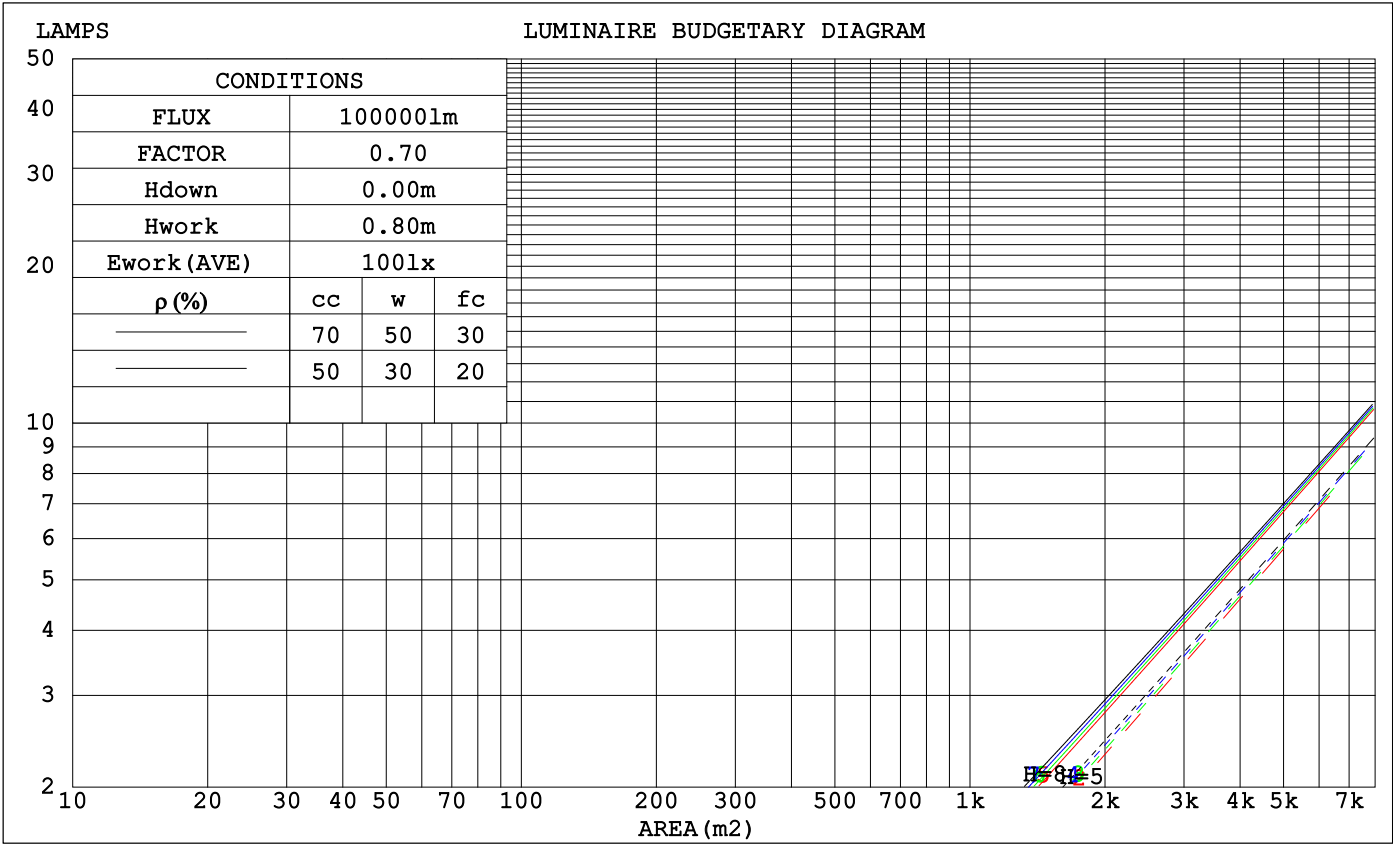 LAMPS
LUMINAIRE BUDGETARY DIAGRAM
50
40
30
20
10
9
8
7
6
5
4
3
2
CONDITIONS
FLUX 100000lm
FACTOR 0.70
Hdown 0.00m
Hwork 0.80m
Ework(AVE) 100lx
ρ(%) cc w fc
70 50 30
50 30 20
H=5
10 20 30 40 50 70 100 200 300 500 700 1k 2k 3k 4k 5k 7k
AREA(m2)